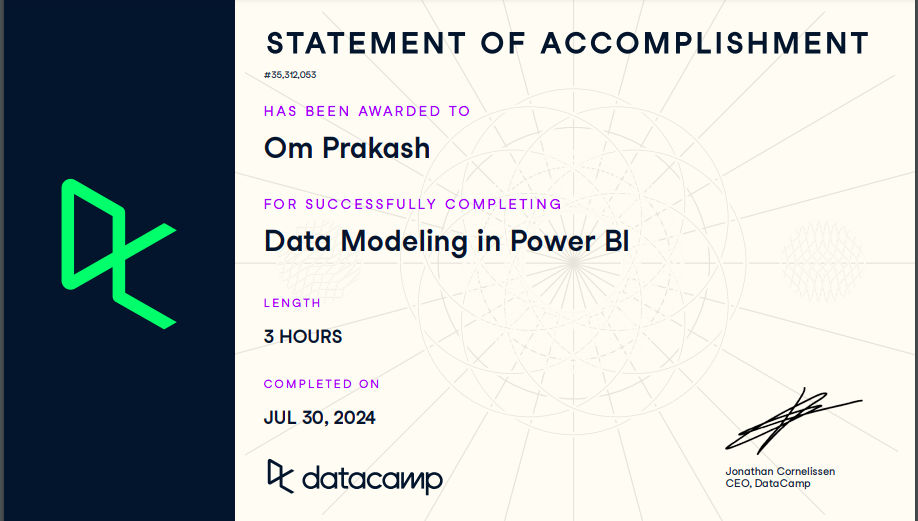 STATEMENT OF ACCOMPLISHMENT
#35,312,053
HAS BEEN AWARDED TO
Om Prakash
FOR SUCCESSFULLY COMPLETING
Data Modeling in Power BI
LENGTH
3 HOURS
COMPLETED ON
JUL 30, 2024
datacamp
Jonathan Cornelissen
CEO, DataCamp